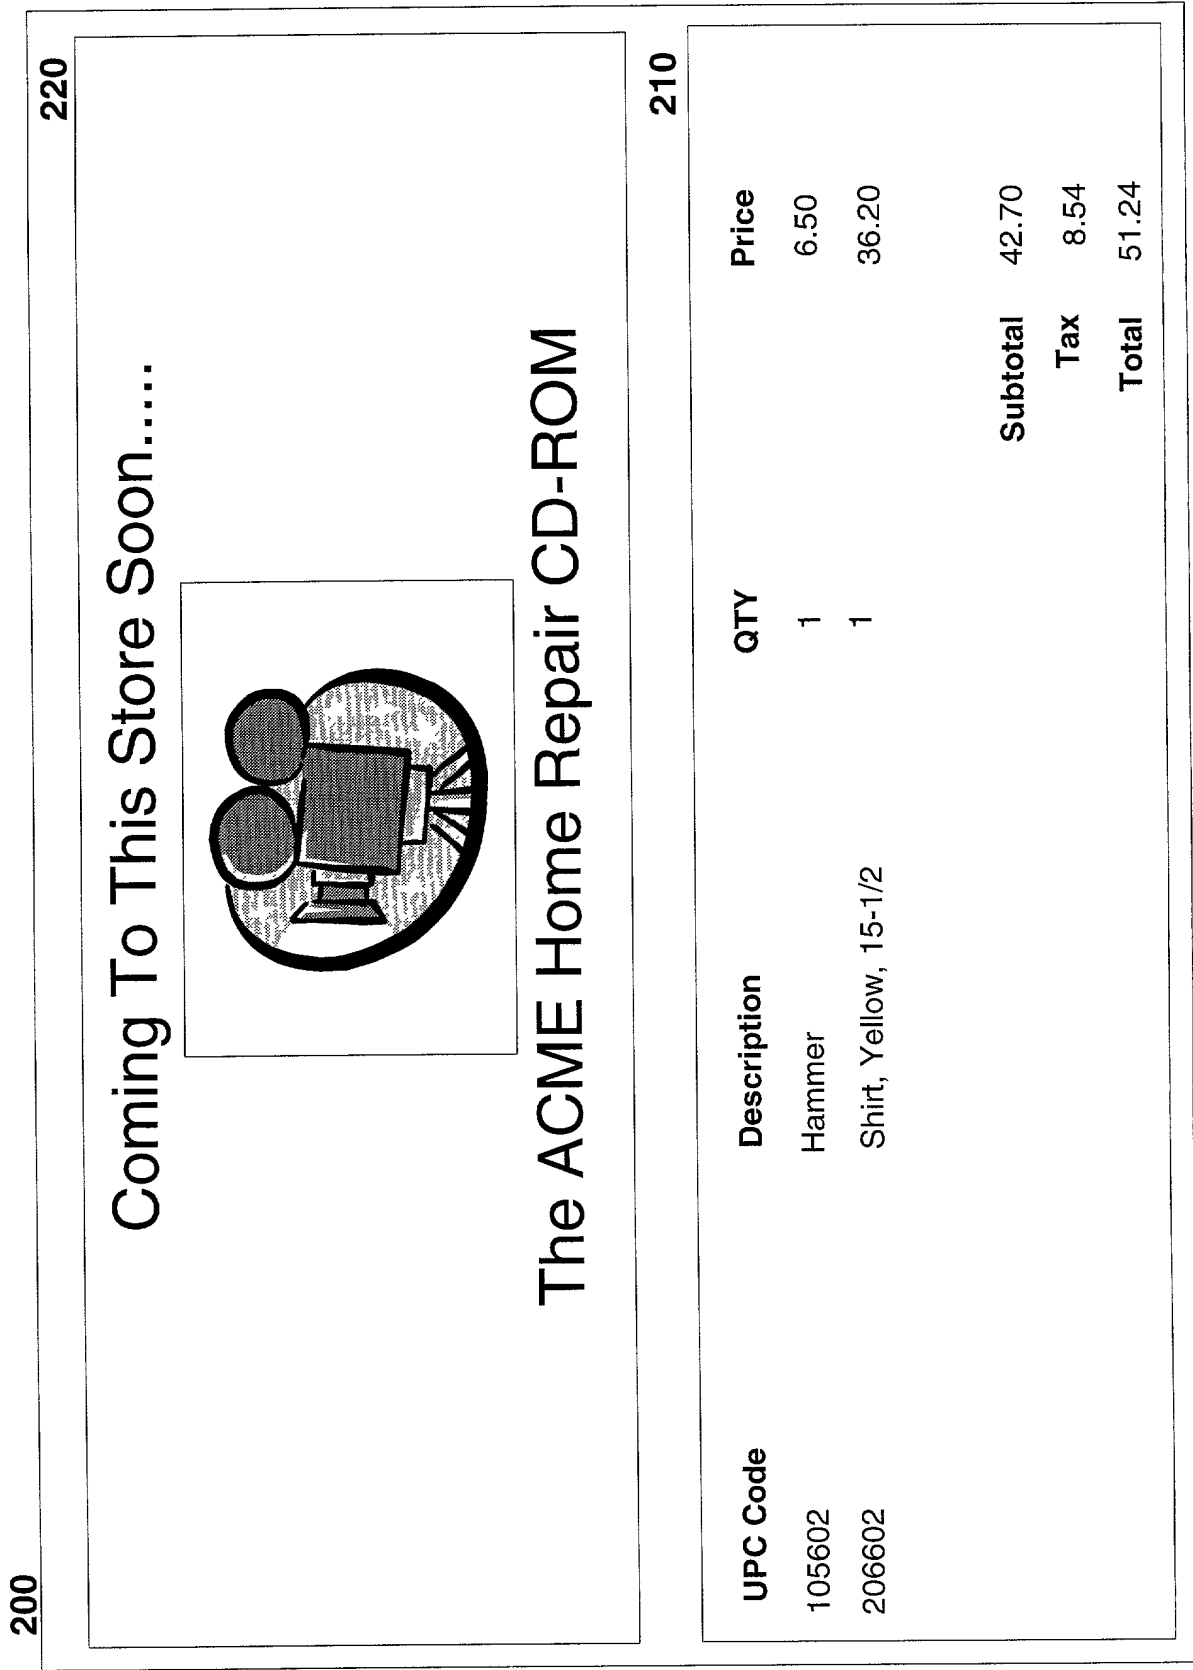 200
220
Coming To This Store Soon.....
The ACME Home Repair CD-ROM
210
UPC Code Description QTY Price
105602 Hammer 1 6.50
206602 Shirt, Yellow, 15-1/2 1 36.20
Subtotal 42.70
Tax 8.54
Total 51.24